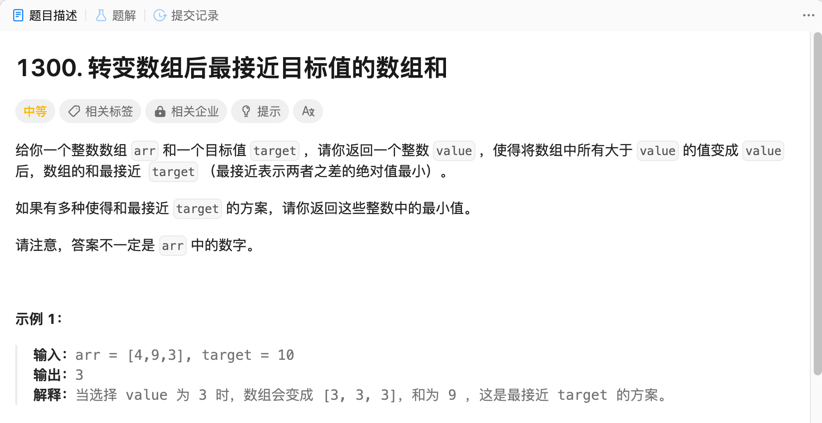 题目描述 题解 提交记录
1300. 转变数组后最接近目标值的数组和
中等 相关标签 相关企业 提示
给你一个整数数组 arr 和一个目标值 target ，请你返回一个整数 value ，使得将数组中所有大于 value 的值变成 value
后，数组的和最接近 target （最接近表示两者之差的绝对值最小）。
如果有多种使得和最接近 target 的方案，请你返回这些整数中的最小值。
请注意，答案不一定是 arr 中的数字。
示例 1：
输入：arr = [4,9,3], target = 10
输出：3
解释：当选择 value 为 3 时，数组会变成 [3, 3, 3]，和为 9 ，这是最接近 target 的方案。